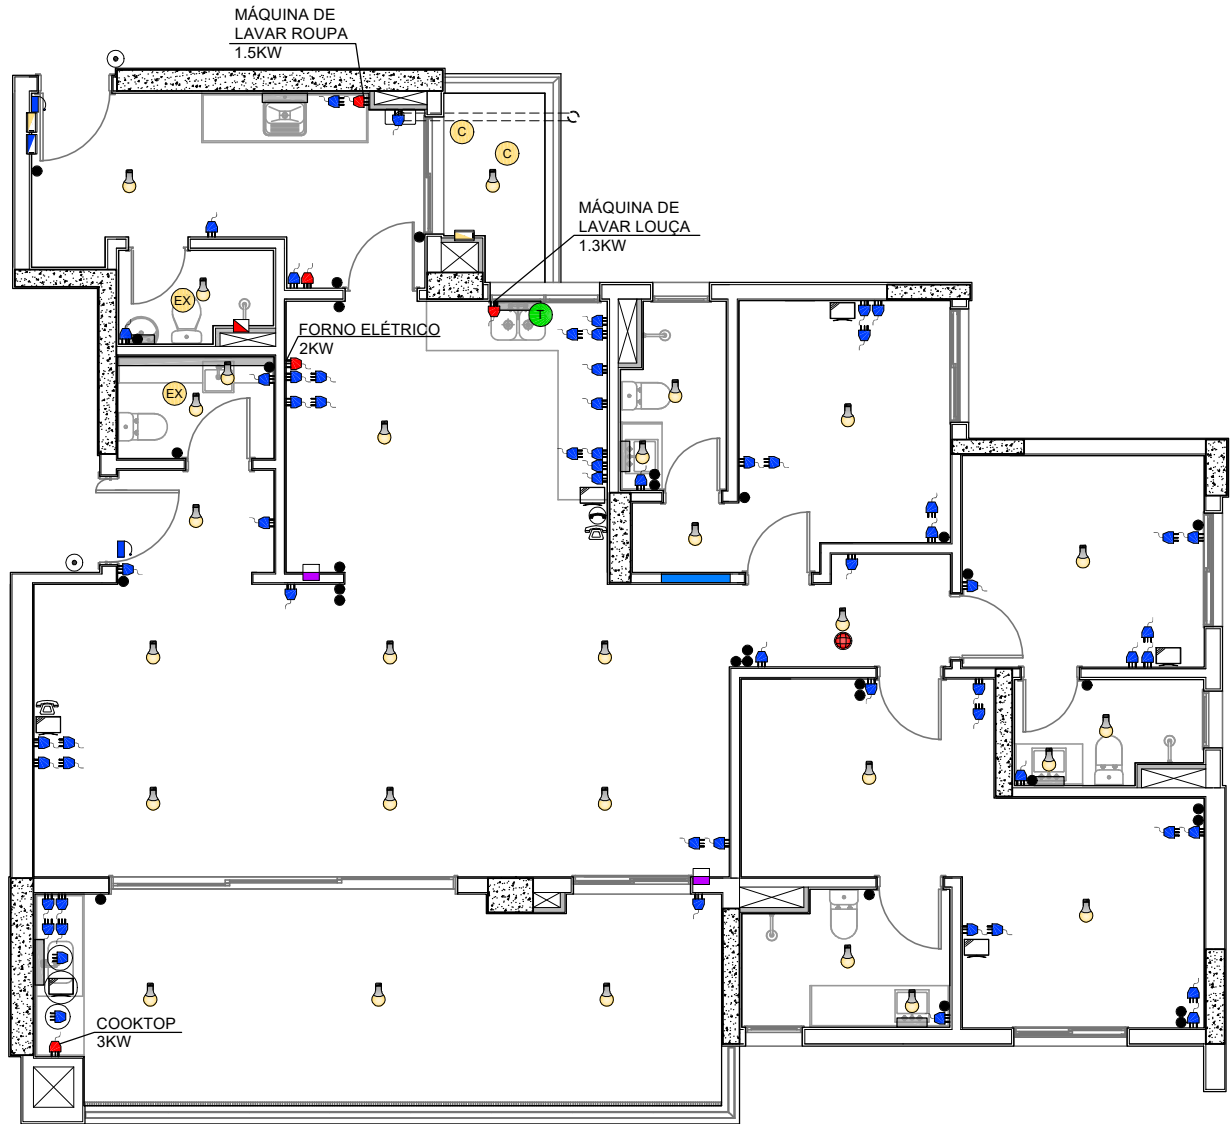 MÁQUINA DE
LAVAR ROUPA
1.5KW
C
C
MÁQUINA DE
LAVAR LOUÇA
1.3KW
EX
T
FORNO ELÉTRICO
2KW
EX
COOKTOP
3KW